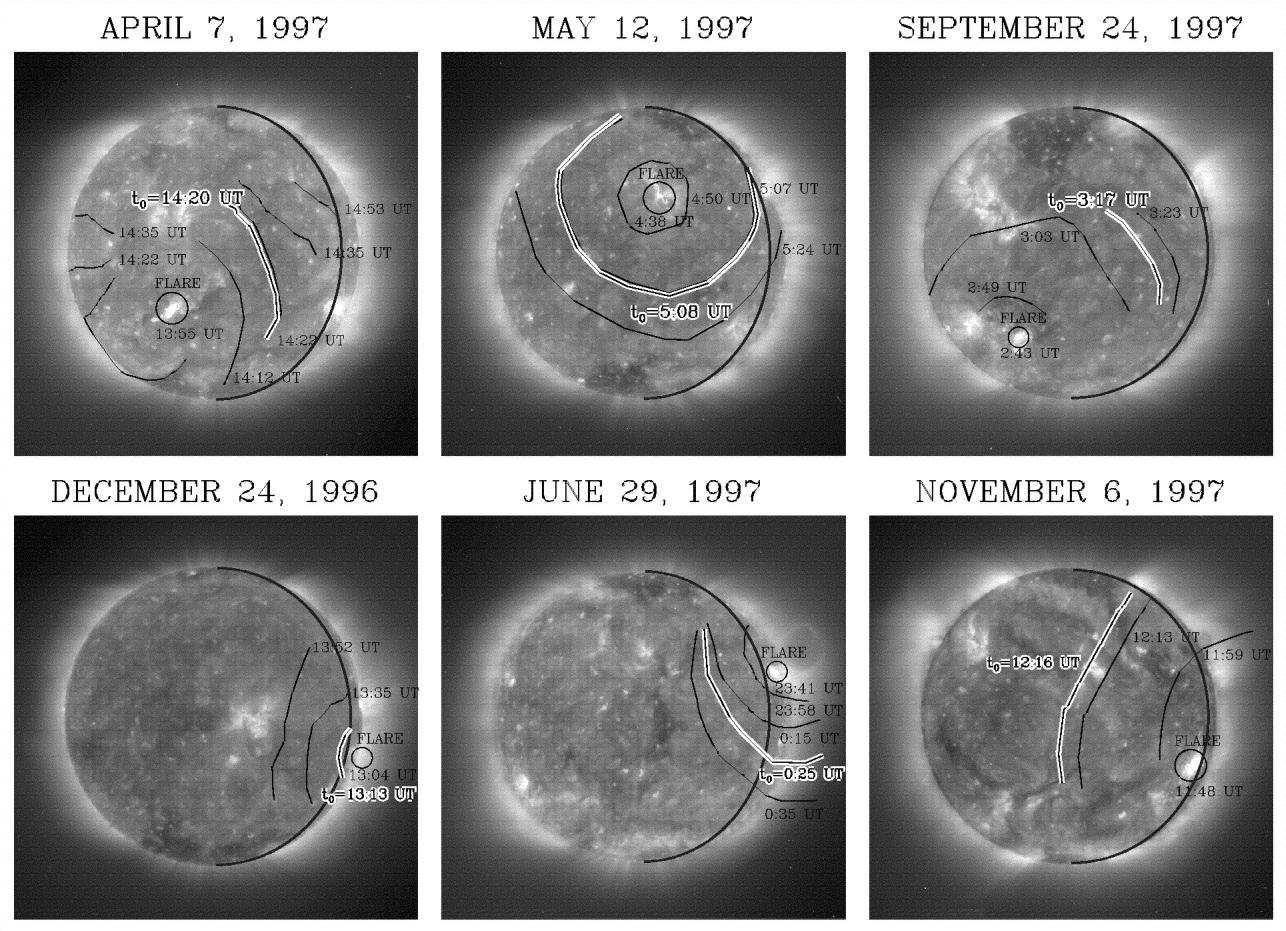 APRIL 7, 1997
t₀=14:20 UT
14:53 UT
14:35 UT
14:35 UT
14:22 UT
FLARE
13:55 UT
14:22 UT
14:12 UT
MAY 12, 1997
FLARE
4:50 UT
5:07 UT
4:38 UT
5:24 UT
t₀=5:08 UT
SEPTEMBER 24, 1997
t₀=3:17 UT
3:23 UT
3:03 UT
2:49 UT
FLARE
2:43 UT
DECEMBER 24, 1996
13:52 UT
13:35 UT
FLARE
13:04 UT
t₀=13:13 UT
JUNE 29, 1997
FLARE
23:41 UT
23:58 UT
0:15 UT
t₀=0:25 UT
0:35 UT
NOVEMBER 6, 1997
12:13 UT
11:59 UT
t₀=12:16 UT
FLARE
11:48 UT